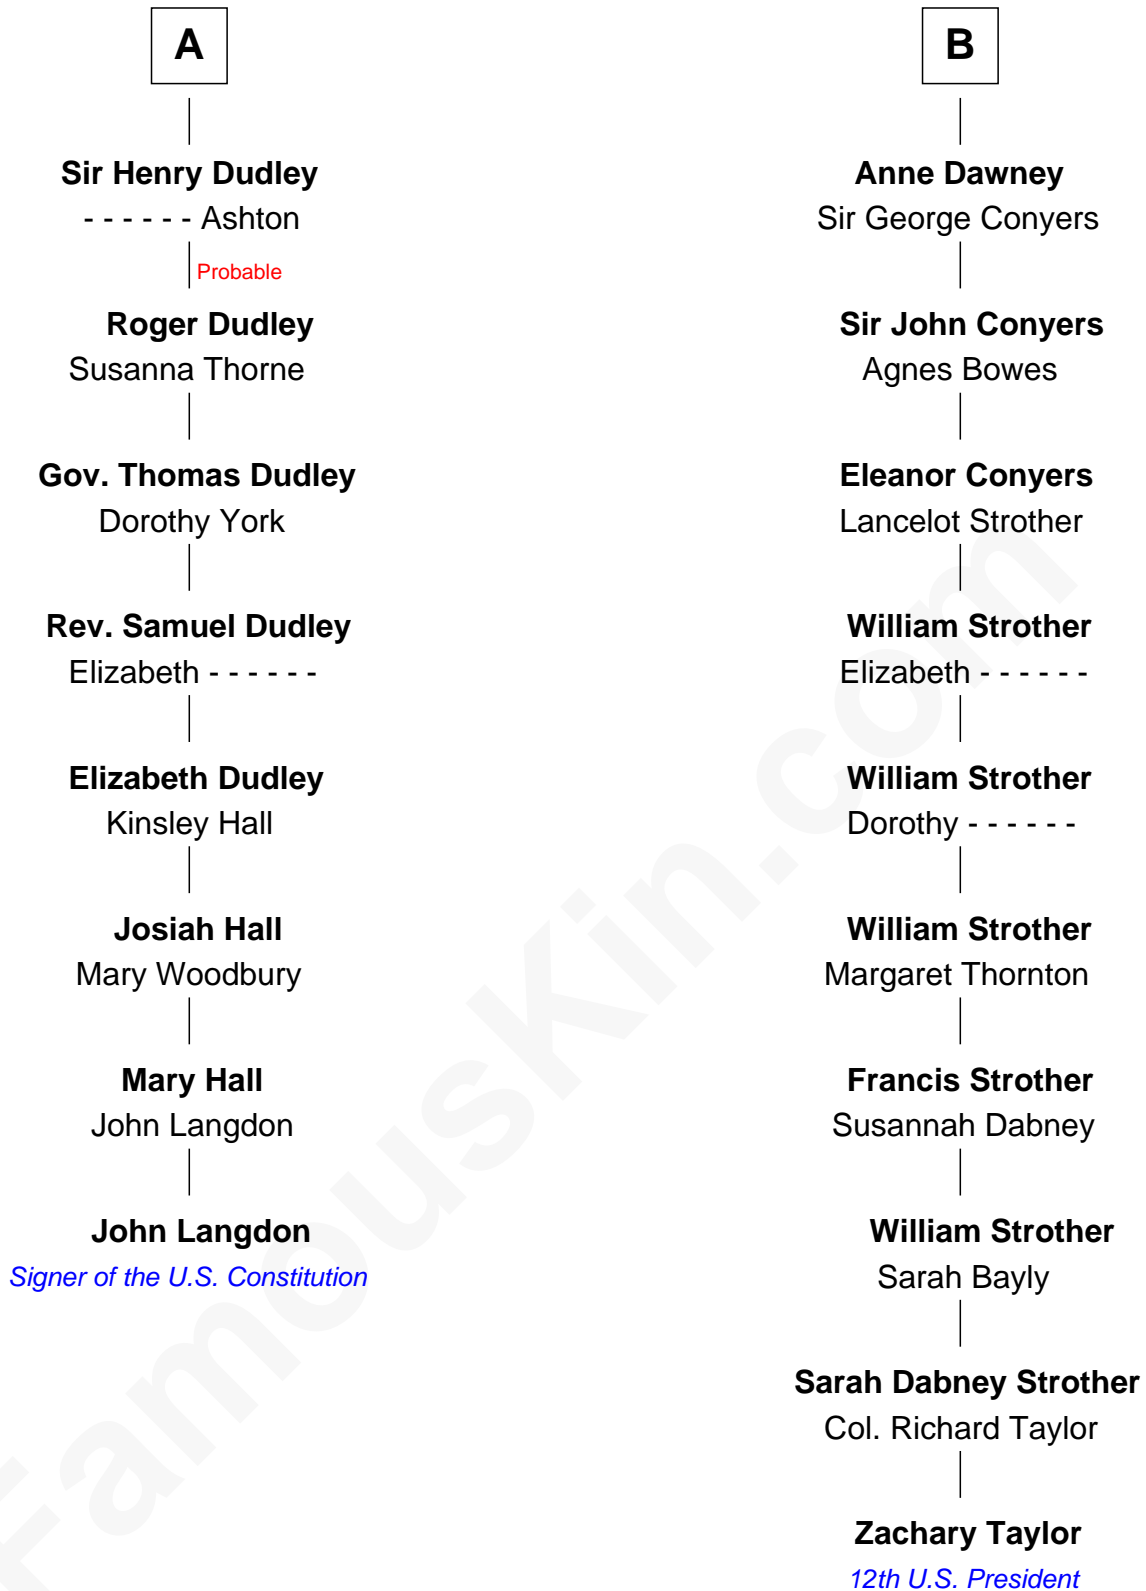 A
Sir Henry Dudley
- - - - - - Ashton
Probable
Roger Dudley
Susanna Thorne
Gov. Thomas Dudley
Dorothy York
Rev. Samuel Dudley
Elizabeth - - - - - -
Elizabeth Dudley
Kinsley Hall
Josiah Hall
Mary Woodbury
Mary Hall
John Langdon
John Langdon
Signer of the U.S. Constitution
B
Anne Dawney
Sir George Conyers
Sir John Conyers
Agnes Bowes
Eleanor Conyers
Lancelot Strother
William Strother
Elizabeth - - - - - -
William Strother
Dorothy - - - - - -
William Strother
Margaret Thornton
Francis Strother
Susannah Dabney
William Strother
Sarah Bayly
Sarah Dabney Strother
Col. Richard Taylor
Zachary Taylor
12th U.S. President
FamousKin.com